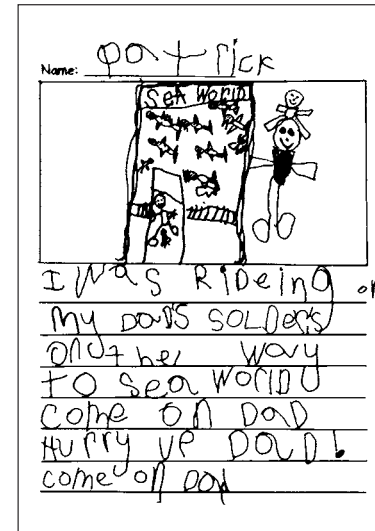 Name: patrick
SeA WORlD
I WAS RiDeing on
My DaDS SOLDeRS
On the WAy
TO Sea WORlD
COMe ON DAD
HURRy UP DAD!
COMe ON DAD